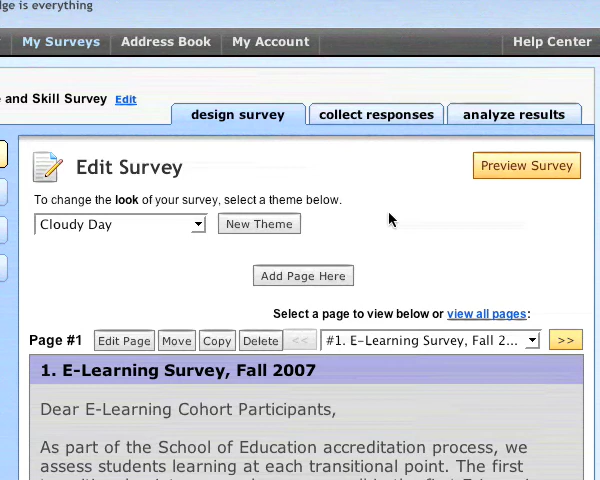 is everything
My Surveys Address Book My Account Help Center
and Skill Survey Edit
design survey collect responses analyze results
Edit Survey Preview Survey
To change the look of your survey, select a theme below.
Cloudy Day New Theme
Add Page Here
Select a page to view below or view all pages:
Page #1 Edit Page Move Copy Delete << #1. E-Learning Survey, Fall 2... >>
1. E-Learning Survey, Fall 2007
Dear E-Learning Cohort Participants,
As part of the School of Education accreditation process, we
assess students learning at each transitional point. The first